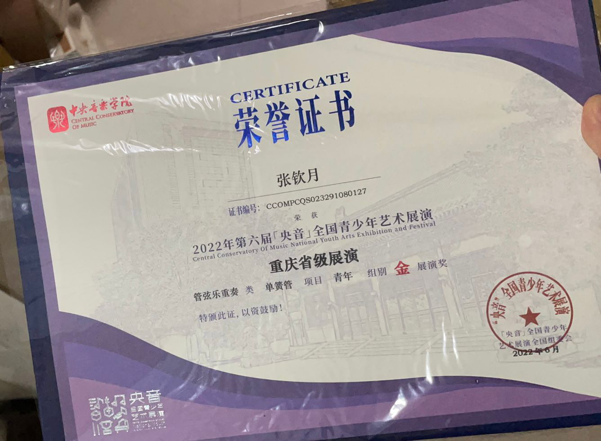 中央音乐学院
CENTRAL CONSERVATORY
OF MUSIC
CERTIFICATE
荣誉证书
张钦月
证书编号: CCOMPCQS023291080127
荣 获
2022年第六届「央音」全国青少年艺术展演
Central Conservatory Of Music National Youth Arts Exhibition and Festival
重庆省级展演
管弦乐重奏 类 单簧管 项目 青年 组别 金 展演奖
特颁此证,以资鼓励!
"央音"全国青少年艺术展演
「央音」全国青少年
艺术展演全国组委会
2022年6月
央音